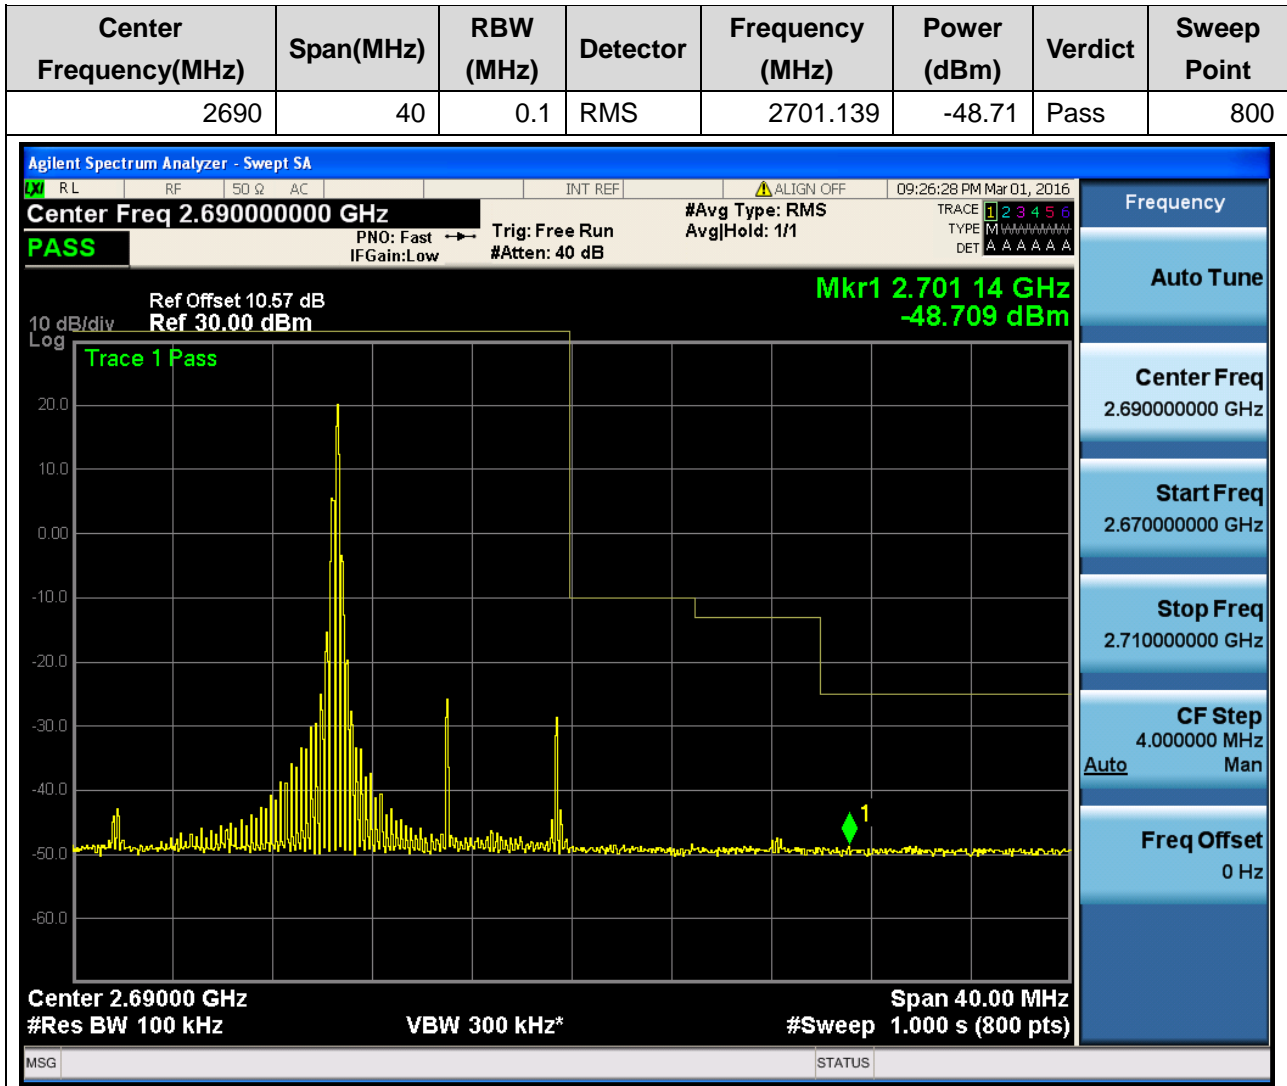 Center Frequency(MHz) Span(MHz) RBW (MHz) Detector Frequency (MHz) Power (dBm) Verdict Sweep Point
2690 40 0.1 RMS 2701.139 -48.71 Pass 800
Agilent Spectrum Analyzer - Swept SA
LXI RL RF 50 Ω AC INT REF ALIGN OFF 09:26:28 PM Mar 01, 2016
Center Freq 2.690000000 GHz
PASS
PNO: Fast
IFGain:Low
Trig: Free Run
#Atten: 40 dB
#Avg Type: RMS
Avg|Hold: 1/1
TRACE 1 2 3 4 5 6
TYPE M WWWWW
DET A A A A A A
Mkr1 2.701 14 GHz
-48.709 dBm
Ref Offset 10.57 dB
10 dB/div Ref 30.00 dBm
Log
Trace 1 Pass
20.0
10.0
0.00
-10.0
-20.0
-30.0
-40.0
-50.0
-60.0
1
Center 2.69000 GHz Span 40.00 MHz
#Res BW 100 kHz VBW 300 kHz* #Sweep 1.000 s (800 pts)
MSG STATUS
Frequency
Auto Tune
Center Freq
2.690000000 GHz
Start Freq
2.670000000 GHz
Stop Freq
2.710000000 GHz
CF Step
4.000000 MHz
Auto Man
Freq Offset
0 Hz